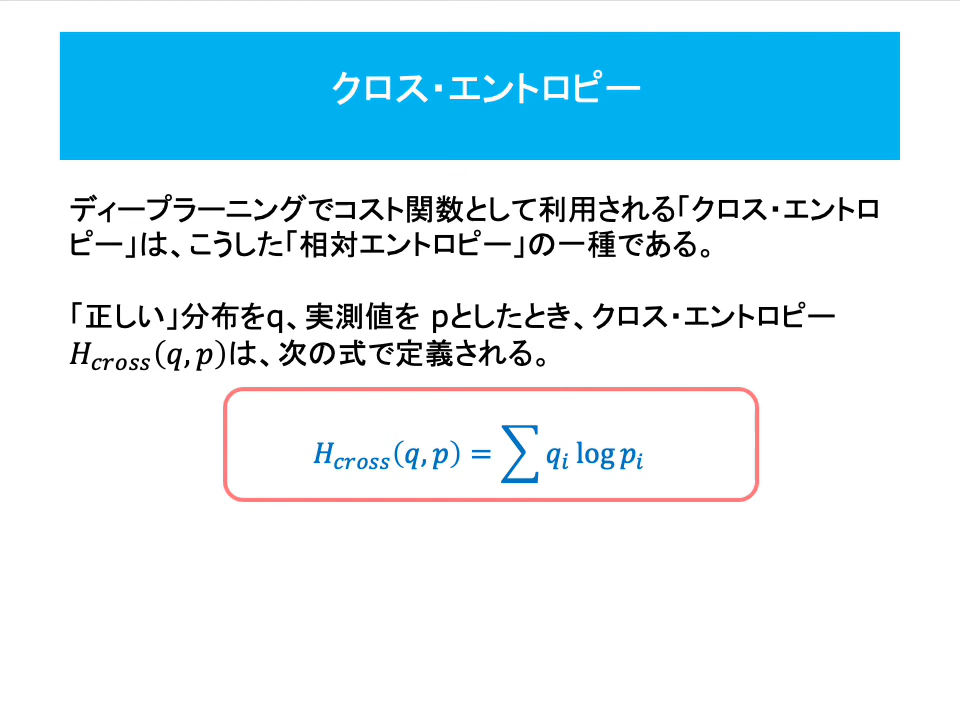 クロス・エントロピー
ディープラーニングでコスト関数として利用される「クロス・エントロ
ピー」は、こうした「相対エントロピー」の一種である。
「正しい」分布をq、実測値を pとしたとき、クロス・エントロピー
𝐻𝑐𝑟𝑜𝑠𝑠(𝑞, 𝑝)は、次の式で定義される。
𝐻𝑐𝑟𝑜𝑠𝑠(𝑞, 𝑝) = ∑ 𝑞𝑖 log 𝑝𝑖